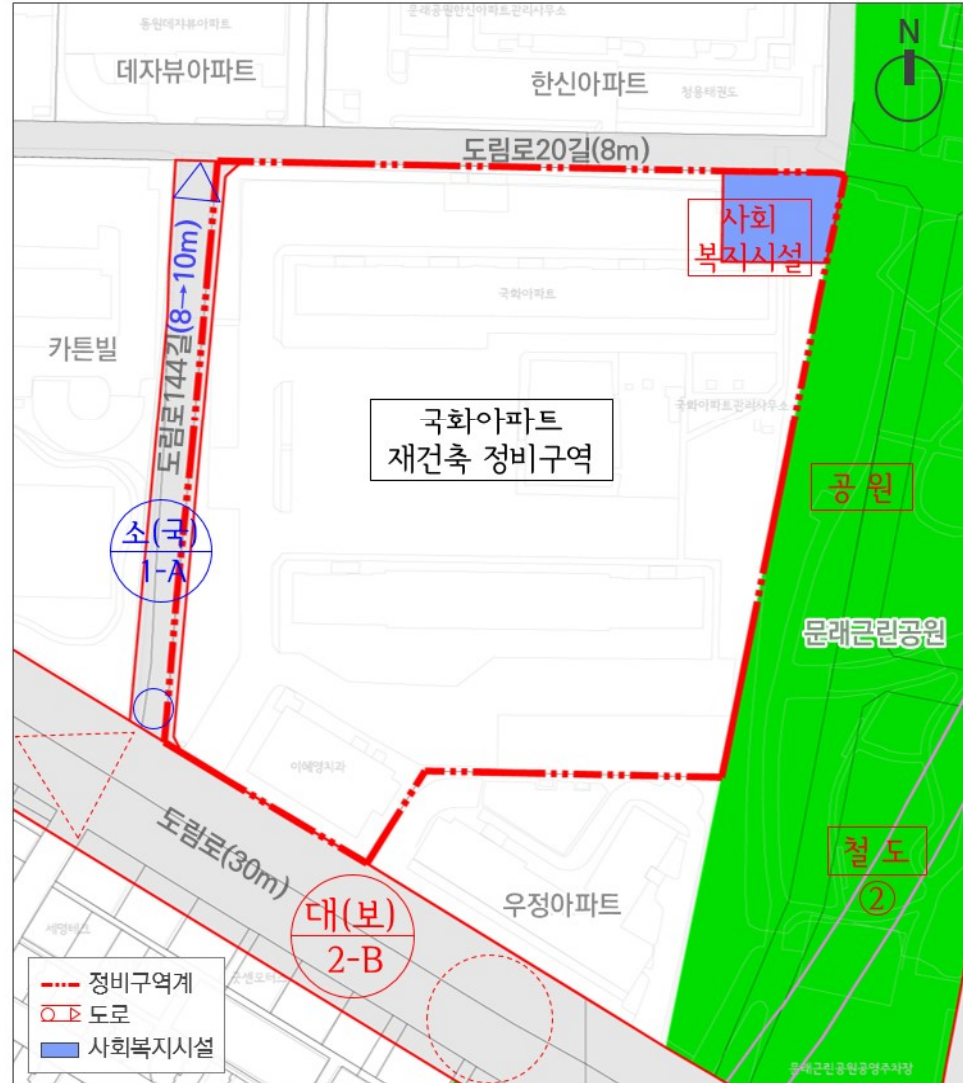 동원데자뷰아파트
문래공원한신아파트관리사무소
N
데자뷰아파트
한신아파트
청용태권도
도림로20길(8m)
사회
복지시설
도림로144길(8→10m)
국화아파트
카튼빌
국화아파트관리사무소
국화아파트
재건축 정비구역
공 원
소(국)
1-A
문래근린공원
이혜영치과
도림로(30m)
철 도
②
우정아파트
대(보)
2-B
세명테크
정비구역계
도로
사회복지시설
문래근린공원공영주차장